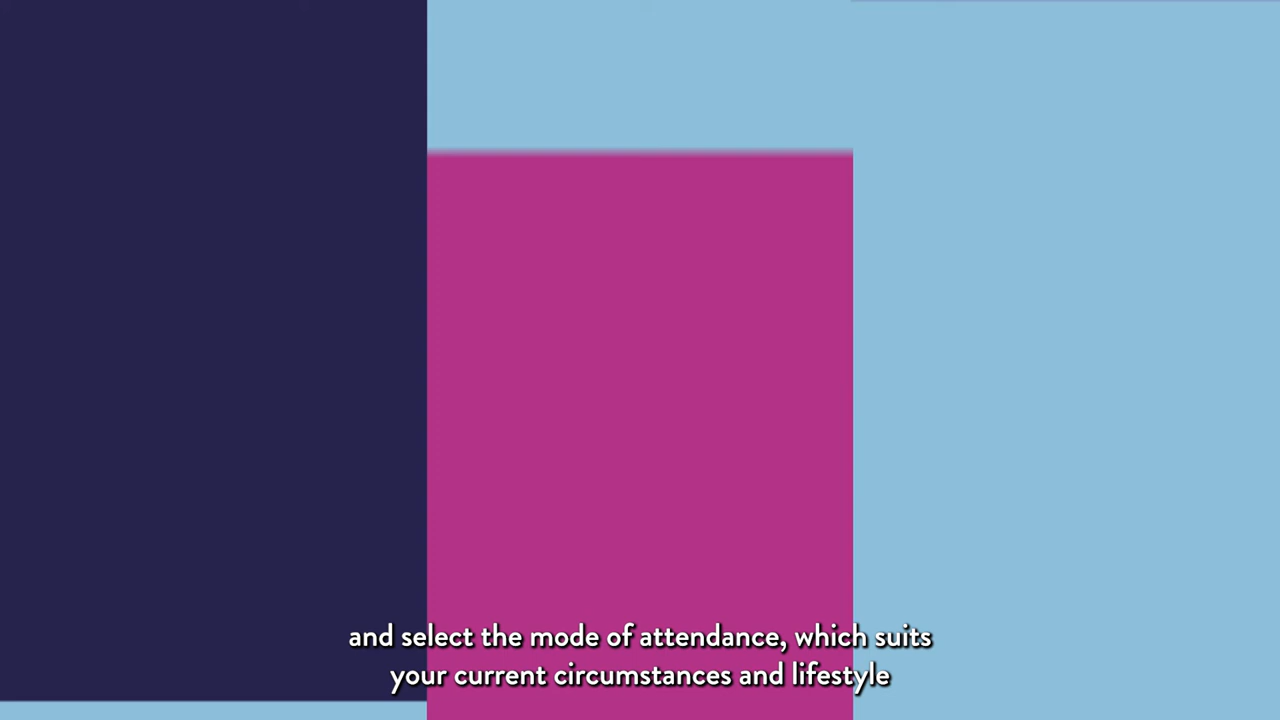 and select the mode of attendance, which suits
your current circumstances and lifestyle